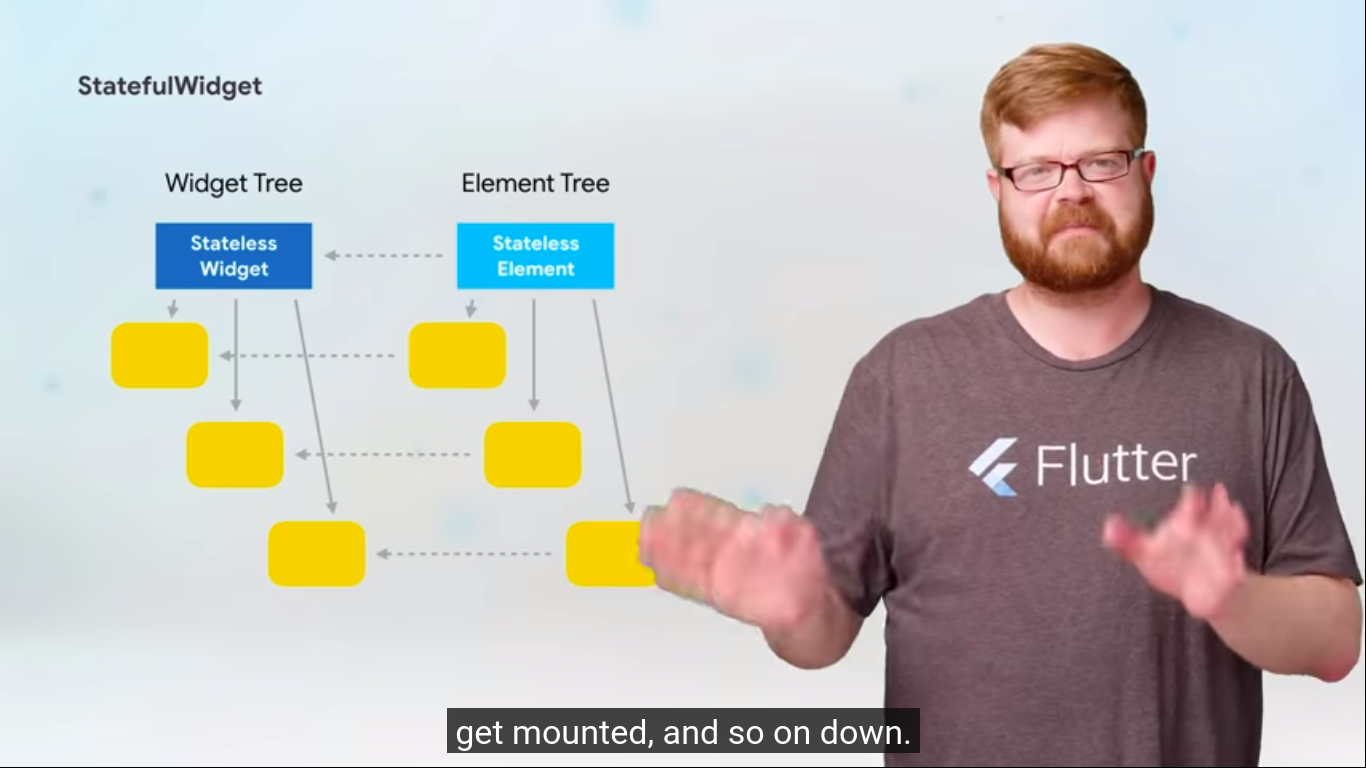 StatefulWidget
Widget Tree
Element Tree
Stateless
Widget
Stateless
Element
Flutter
get mounted, and so on down.